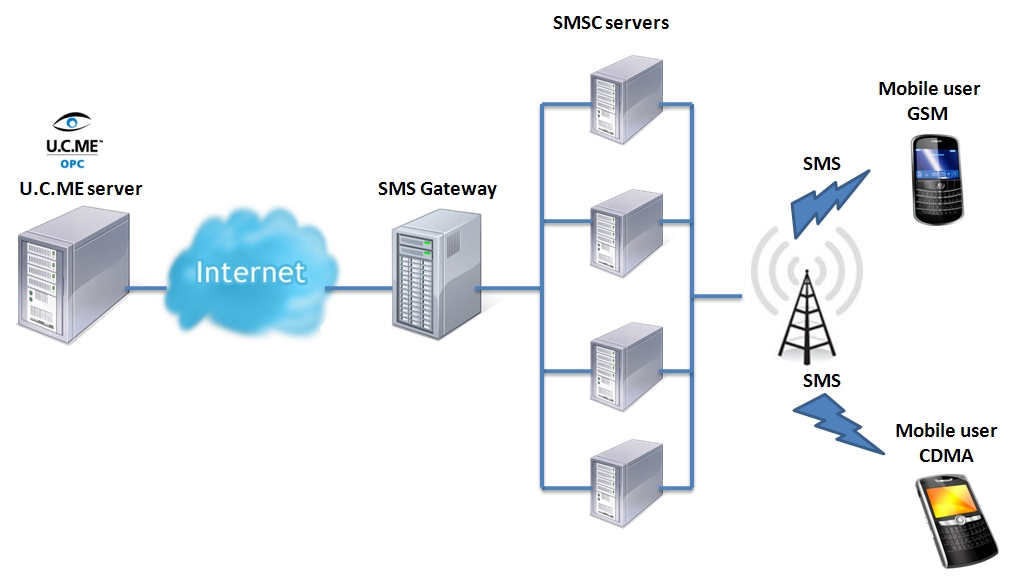 SMSC servers
Mobile user
GSM
U.C.ME™
OPC
U.C.ME server
SMS Gateway
SMS
Internet
SMS
Mobile user
CDMA